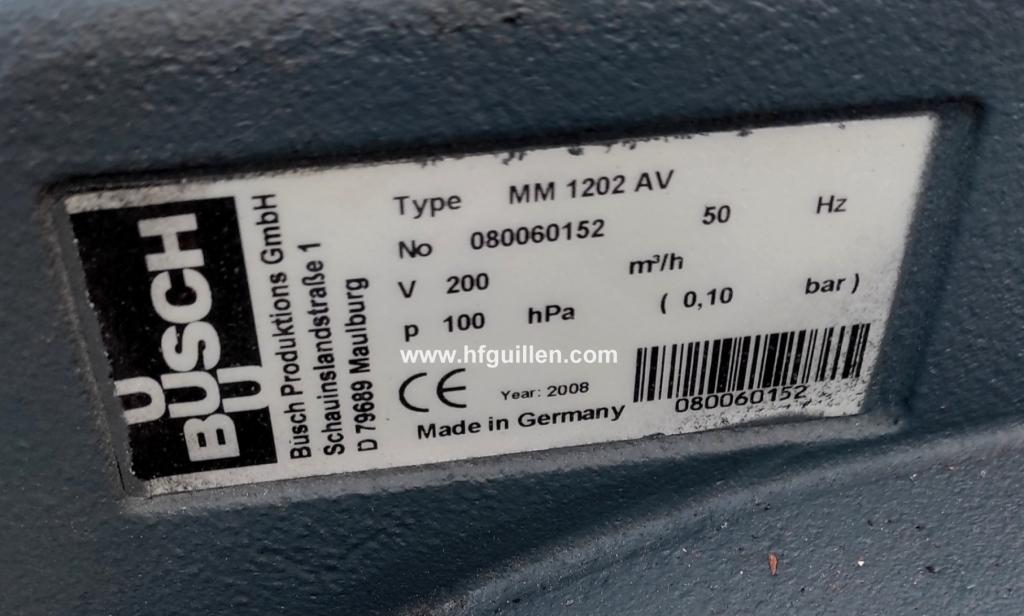 BUSCH
U
U
Busch Produktions GmbH
Schauinslandstraße 1
D 79689 Maulburg
Type MM 1202 AV
No 080060152 50 Hz
V 200 m³/h
p 100 hPa ( 0,10 bar )
www.hfguillen.com
CE Year: 2008
Made in Germany
080060152